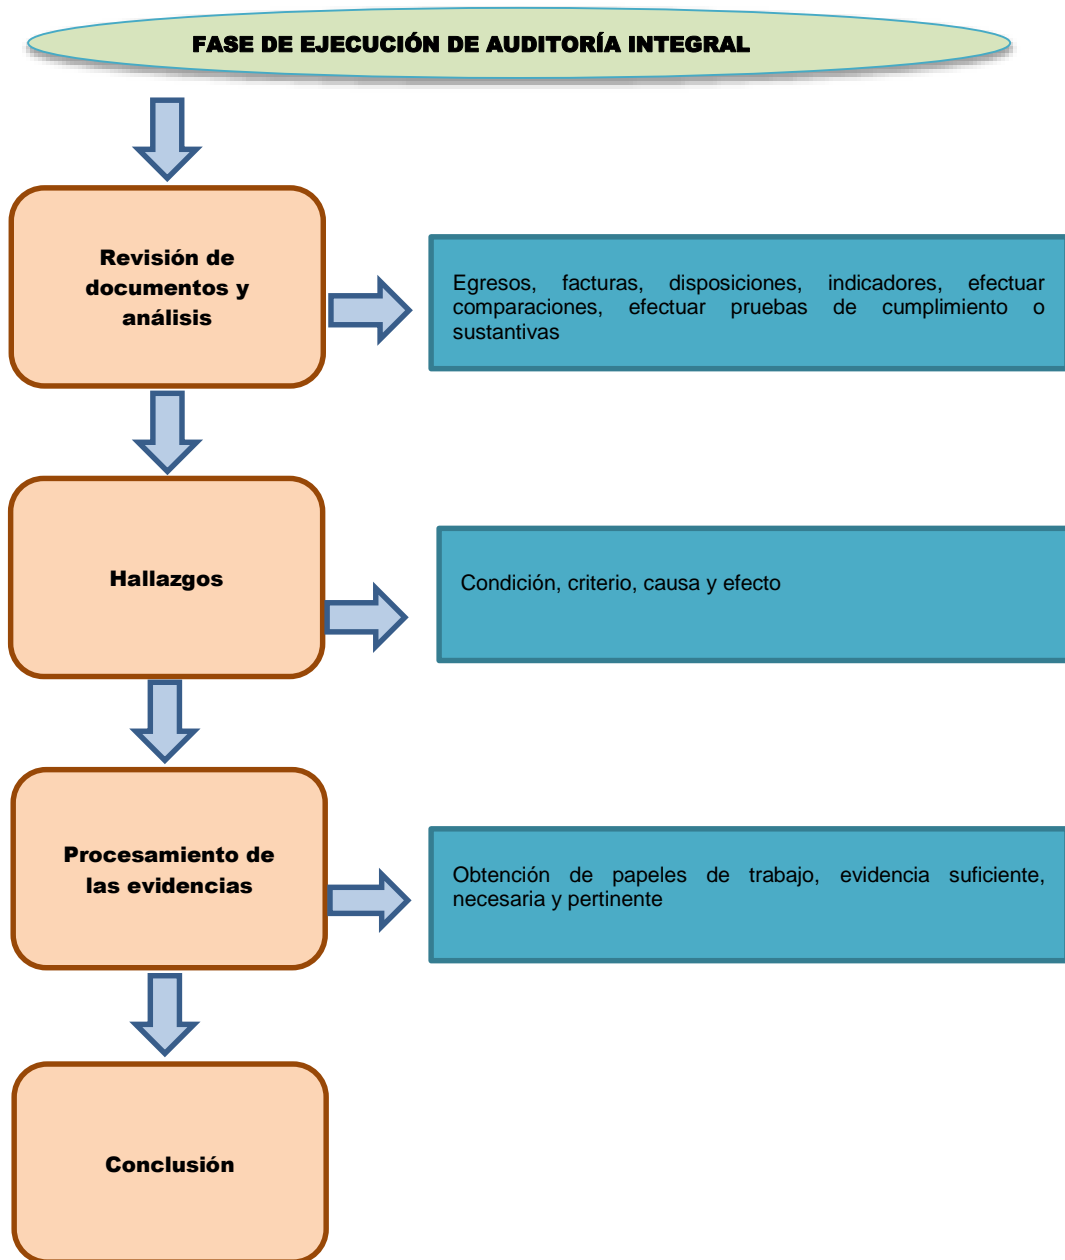 FASE DE EJECUCIÓN DE AUDITORÍA INTEGRAL
Revisión de
documentos y
análisis
Egresos, facturas, disposiciones, indicadores, efectuar
comparaciones, efectuar pruebas de cumplimiento o
sustantivas
Hallazgos
Condición, criterio, causa y efecto
Procesamiento de
las evidencias
Obtención de papeles de trabajo, evidencia suficiente,
necesaria y pertinente
Conclusión